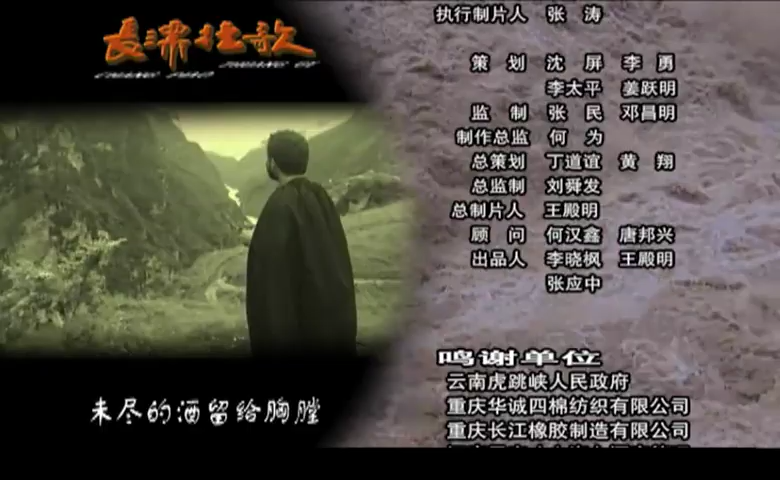 长漂壮歌
执行制片人 张 涛
策 划 沈 屏 李 勇
李太平 姜跃明
监 制 张 民 邓昌明
制作总监 何 为
总策划 丁道谊 黄 翔
总监制 刘舜发
总制片人 王殿明
顾 问 何汉鑫 唐邦兴
出品人 李晓枫 王殿明
张应中
鸣谢单位
云南虎跳峡人民政府
重庆华诚四棉纺织有限公司
重庆长江橡胶制造有限公司
未尽的酒留给胸膛